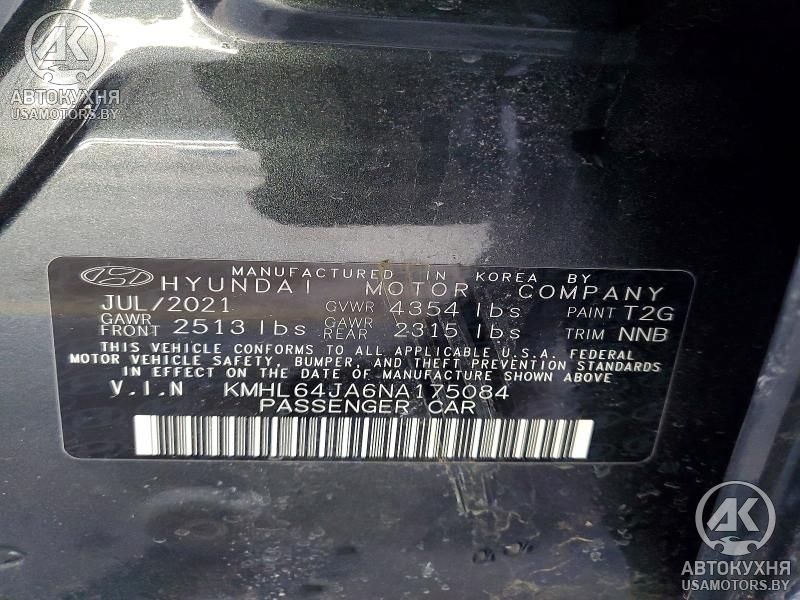 АК
АВТОКУХНЯ
USAMOTORS.BY
MANUFACTURED IN KOREA BY
HYUNDAI MOTOR COMPANY
JUL/2021 GVWR 4354 lbs PAINT T2G
GAWR FRONT 2513 lbs GAWR REAR 2315 lbs TRIM NNB
THIS VEHICLE CONFORMS TO ALL APPLICABLE U.S.A. FEDERAL
MOTOR VEHICLE SAFETY, BUMPER, AND THEFT PREVENTION STANDARDS
IN EFFECT ON THE DATE OF MANUFACTURE SHOWN ABOVE
V.I.N KMHL64JA6NA175084
PASSENGER CAR
АК
АВТОКУХНЯ
USAMOTORS.BY